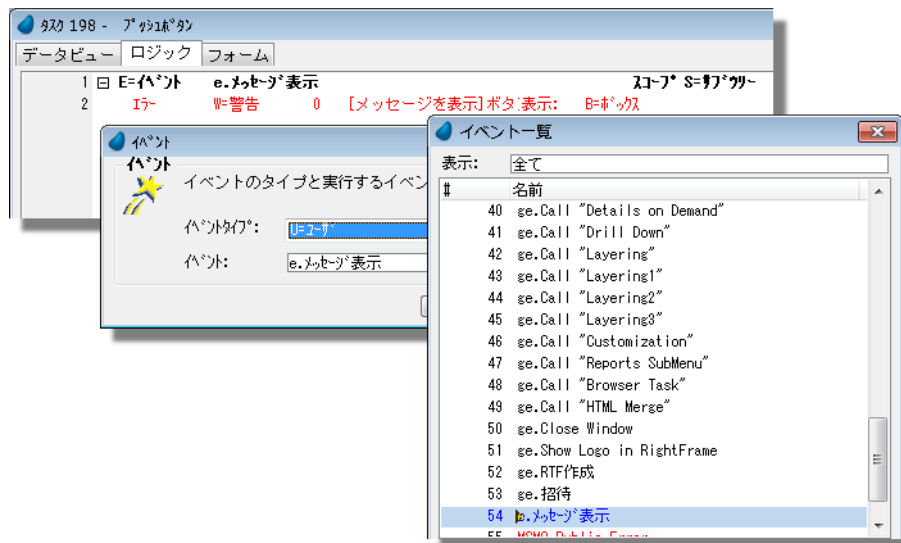 ﾀｽｸ 198 - ﾌﾟｯｼｭﾎﾞﾀﾝ
データビュー ロジック フォーム
1 E=ｲﾍﾞﾝﾄ e.ﾒｯｾｰｼﾞ表示 ｽｺｰﾌﾟ S=ｻﾌﾞﾂﾘｰ
2 ｴﾗｰ W=警告 0 [メッセージを表示]ボタ 表示: B=ﾎﾞｯｸｽ
ｲﾍﾞﾝﾄ
ｲﾍﾞﾝﾄ
イベントのタイプと実行するイベン
ｲﾍﾞﾝﾄﾀｲﾌﾟ: U=ﾕｰｻﾞ
ｲﾍﾞﾝﾄ: e.ﾒｯｾｰｼﾞ表示
イベント一覧
表示: 全て
# 名前
40 ge.Call "Details on Demand"
41 ge.Call "Drill Down"
42 ge.Call "Layering"
43 ge.Call "Layering1"
44 ge.Call "Layering2"
45 ge.Call "Layering3"
46 ge.Call "Customization"
47 ge.Call "Reports SubMenu"
48 ge.Call "Browser Task"
49 ge.Call "HTML Merge"
50 ge.Close Window
51 ge.Show Logo in RightFrame
52 ge.RTF作成
53 ge.招待
54 e.ﾒｯｾｰｼﾞ表示
55 MSMQ Public Error